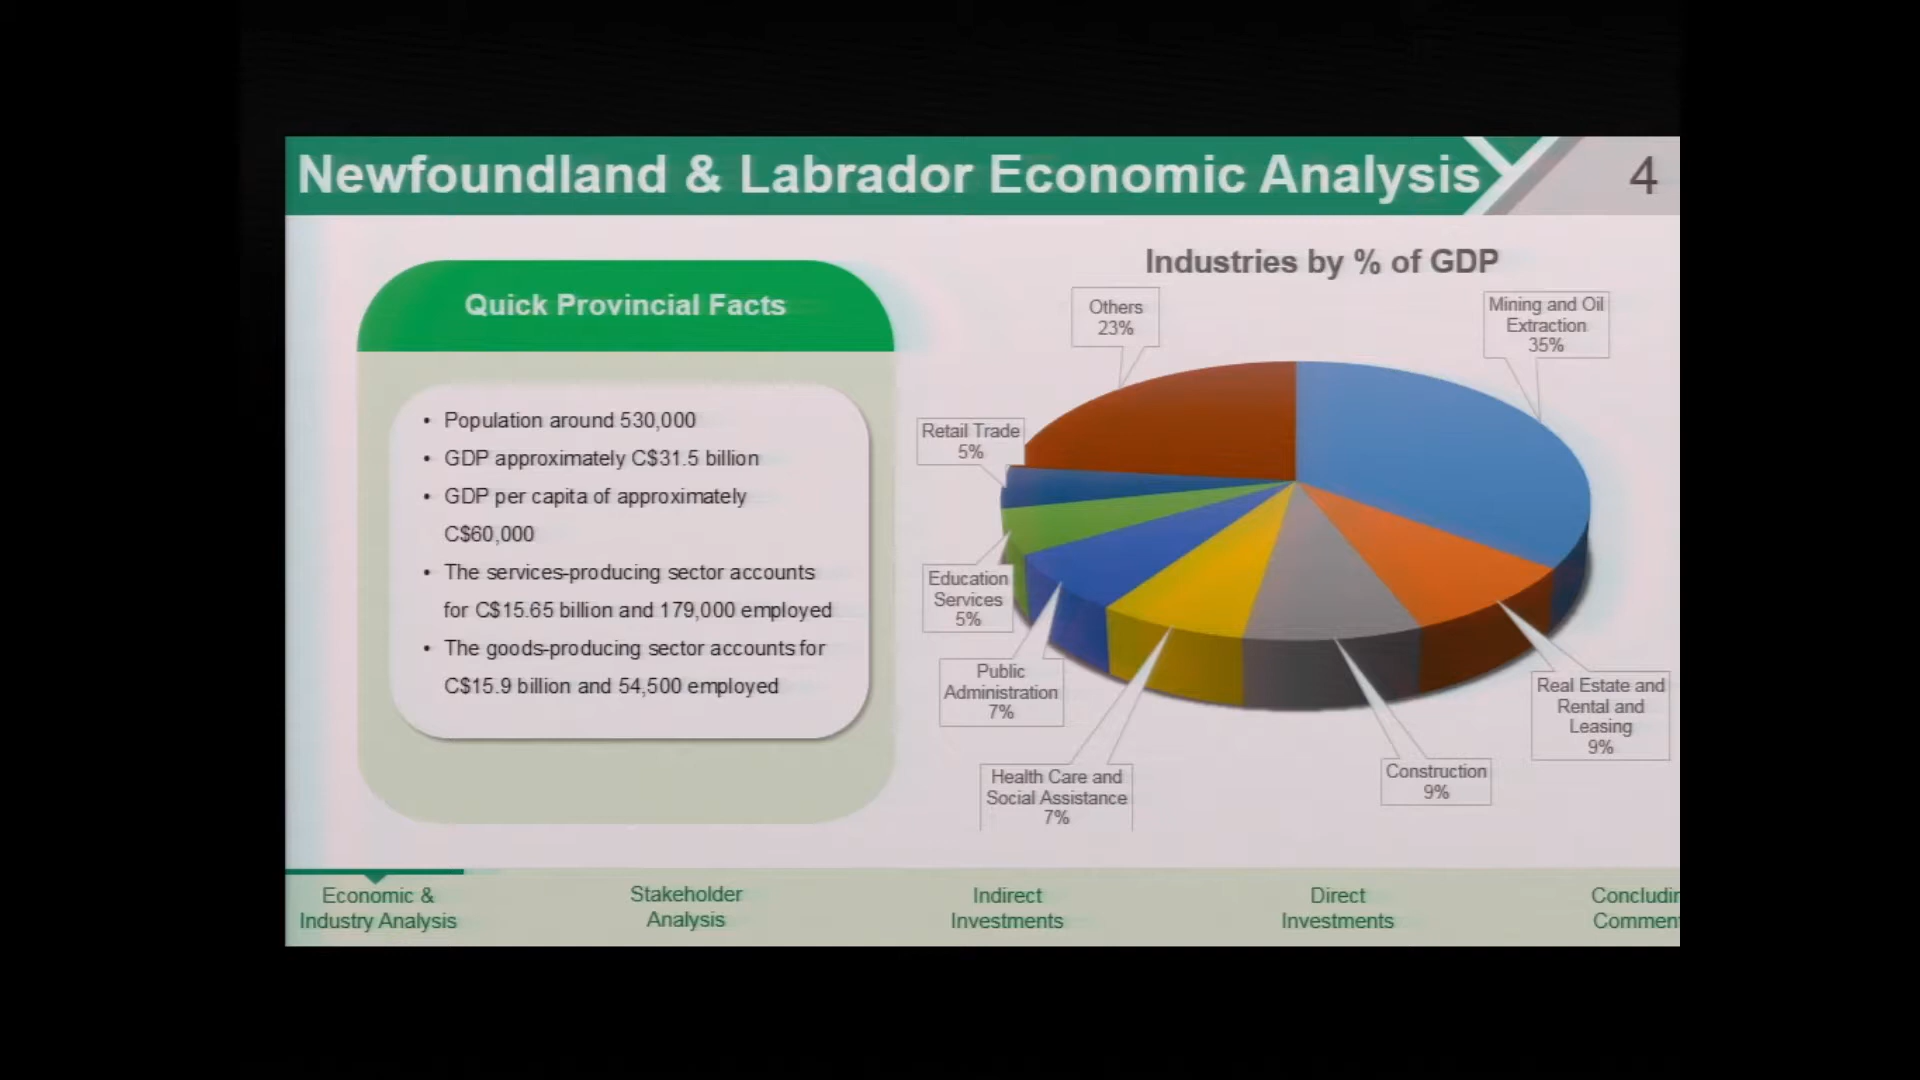 Newfoundland & Labrador Economic Analysis
4
Quick Provincial Facts
• Population around 530,000
• GDP approximately C$31.5 billion
• GDP per capita of approximately
C$60,000
• The services-producing sector accounts
for C$15.65 billion and 179,000 employed
• The goods-producing sector accounts for
C$15.9 billion and 54,500 employed
Industries by % of GDP
Others
23%
Mining and Oil
Extraction
35%
Retail Trade
5%
Education
Services
5%
Public
Administration
7%
Health Care and
Social Assistance
7%
Construction
9%
Real Estate and
Rental and
Leasing
9%
Economic &
Industry Analysis
Stakeholder
Analysis
Indirect
Investments
Direct
Investments
Concludin
Commen